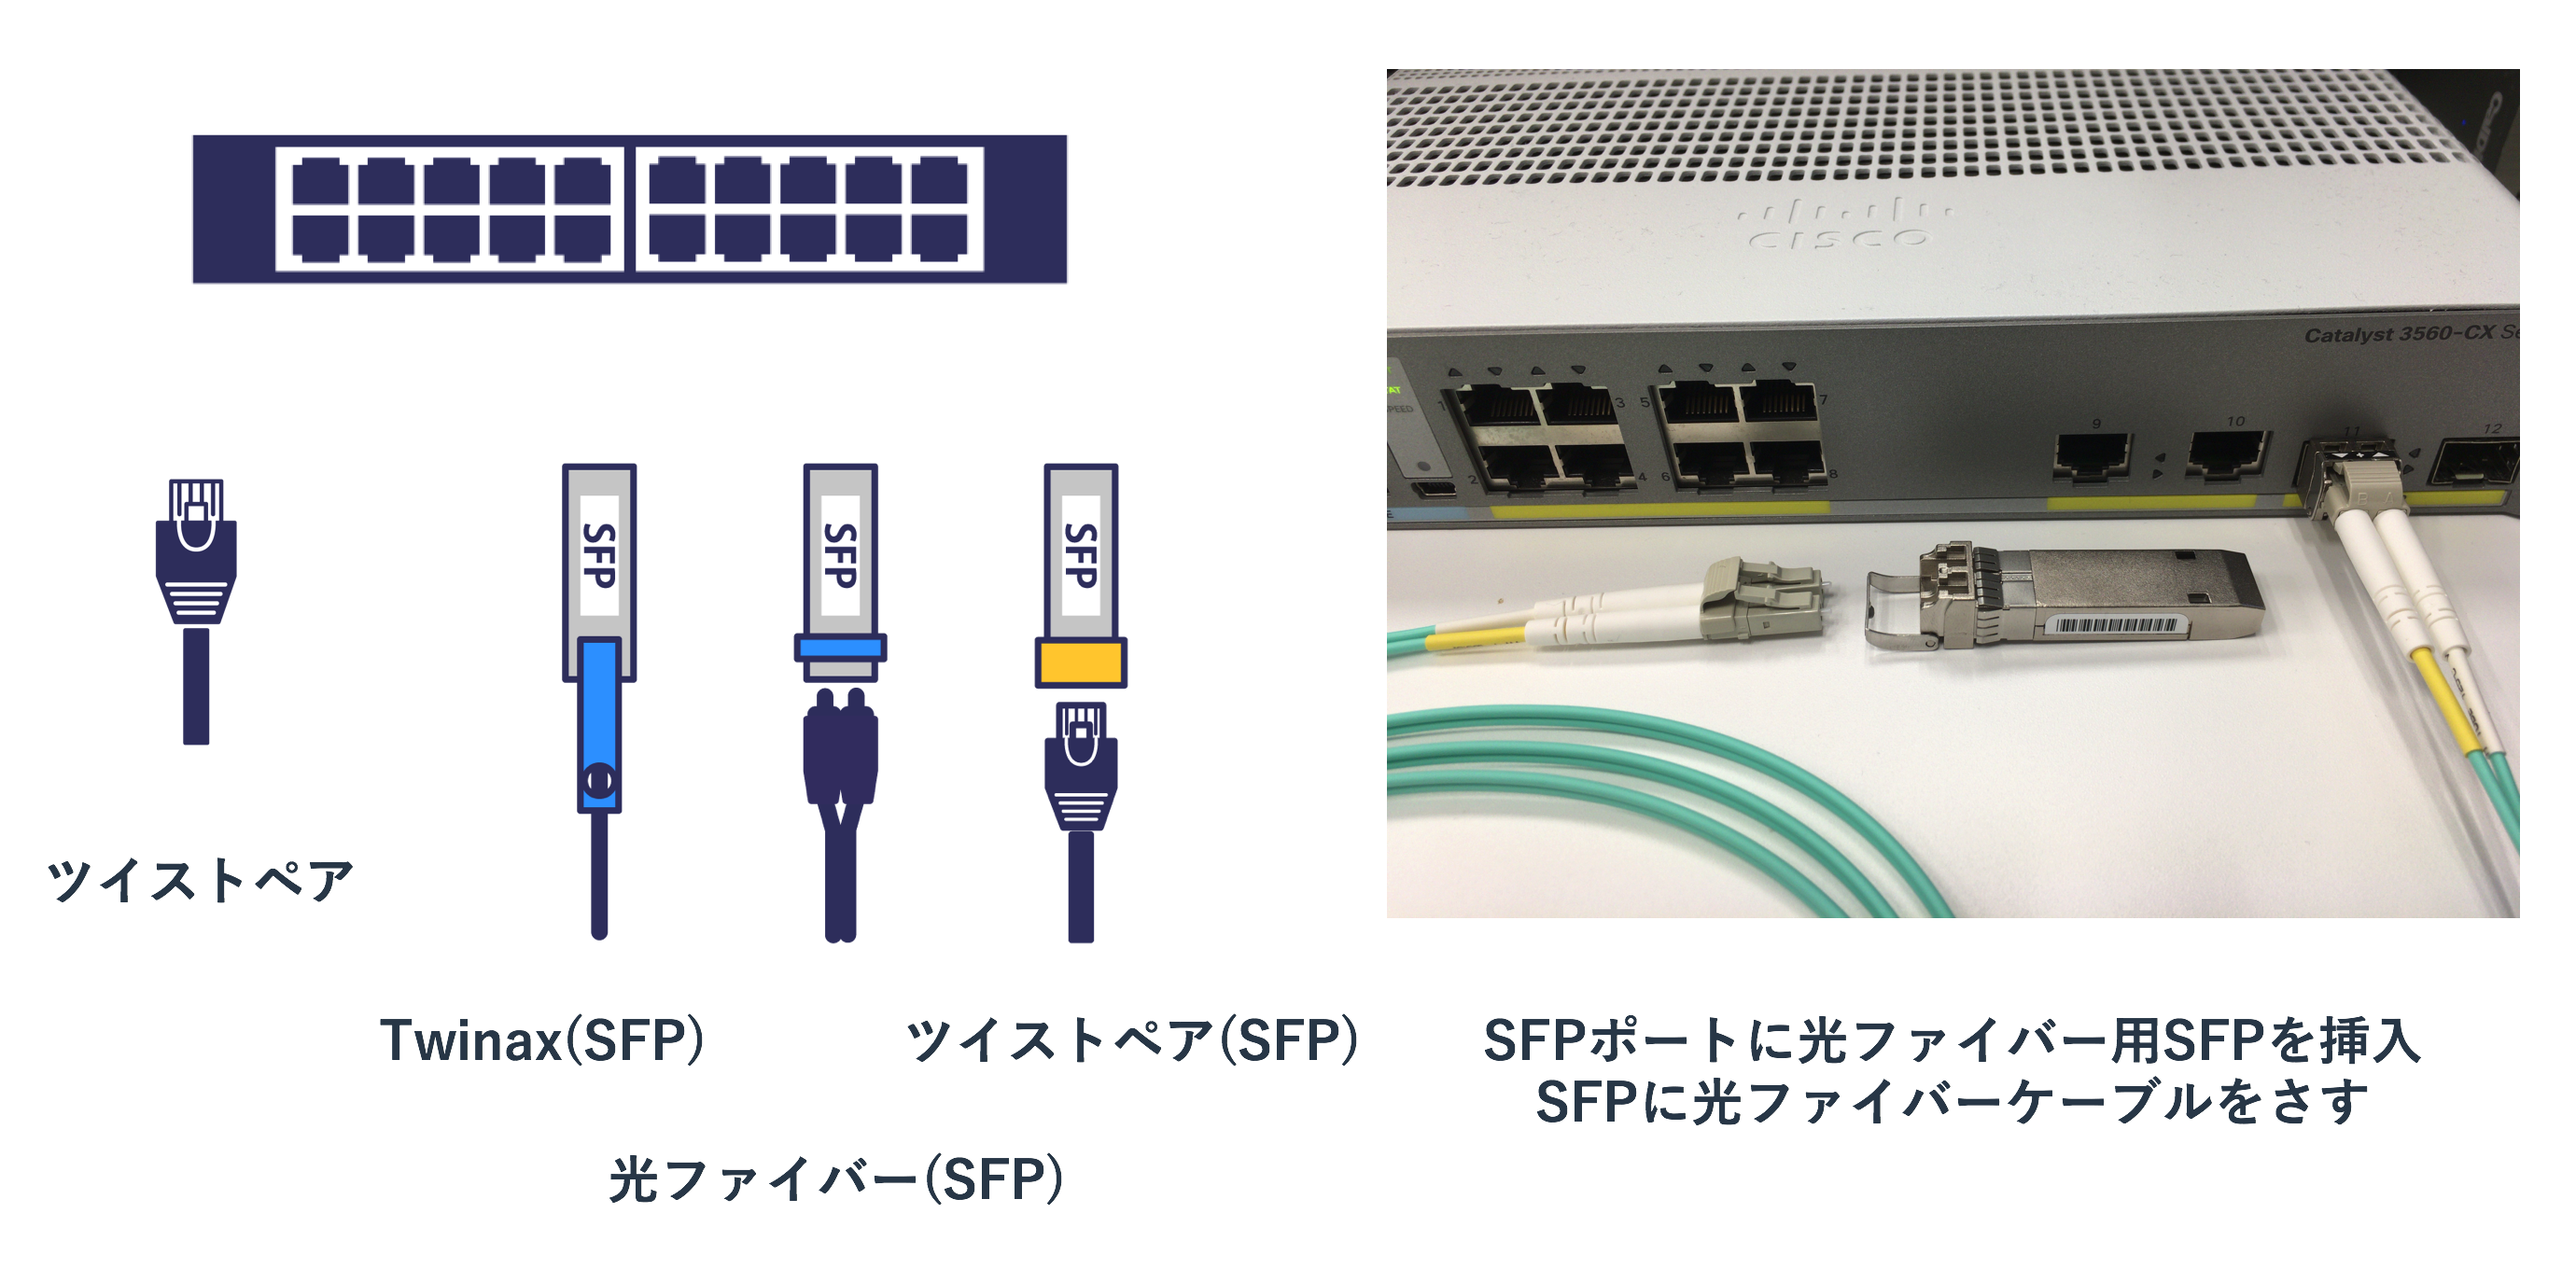 SFP
SFP
SFP
ツイストペア
Twinax(SFP)
ツイストペア(SFP)
光ファイバー(SFP)
CISCO
Catalyst 3560-CX
1
3
5
7
2
4
6
8
9
10
11
12
B A
SFPポートに光ファイバー用SFPを挿入
SFPに光ファイバーケーブルをさす